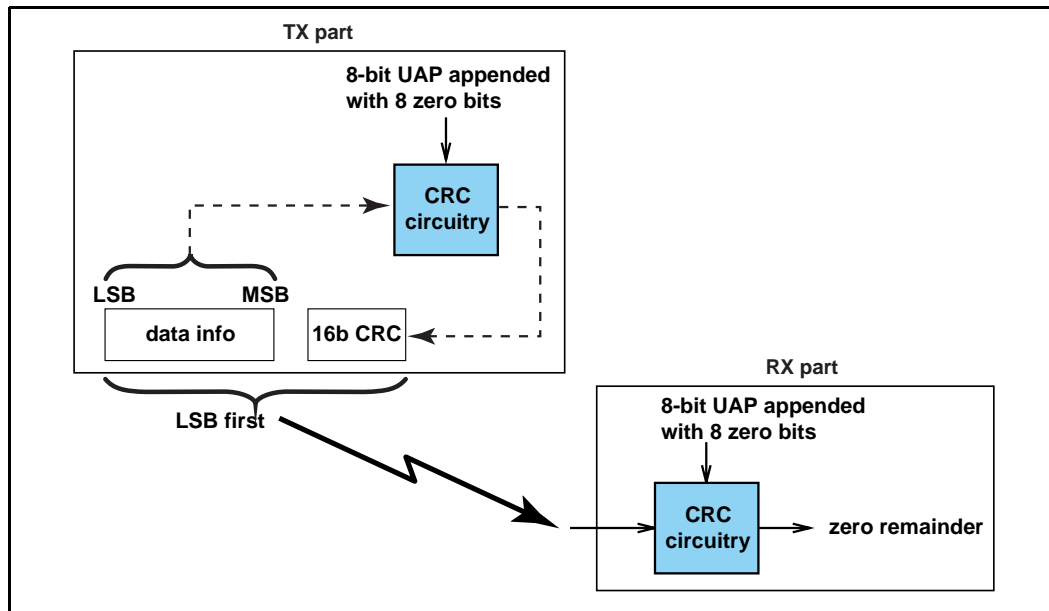 TX part
8-bit UAP appended
with 8 zero bits
CRC
circuitry
LSB MSB
data info 16b CRC
LSB first
RX part
8-bit UAP appended
with 8 zero bits
CRC
circuitry
zero remainder